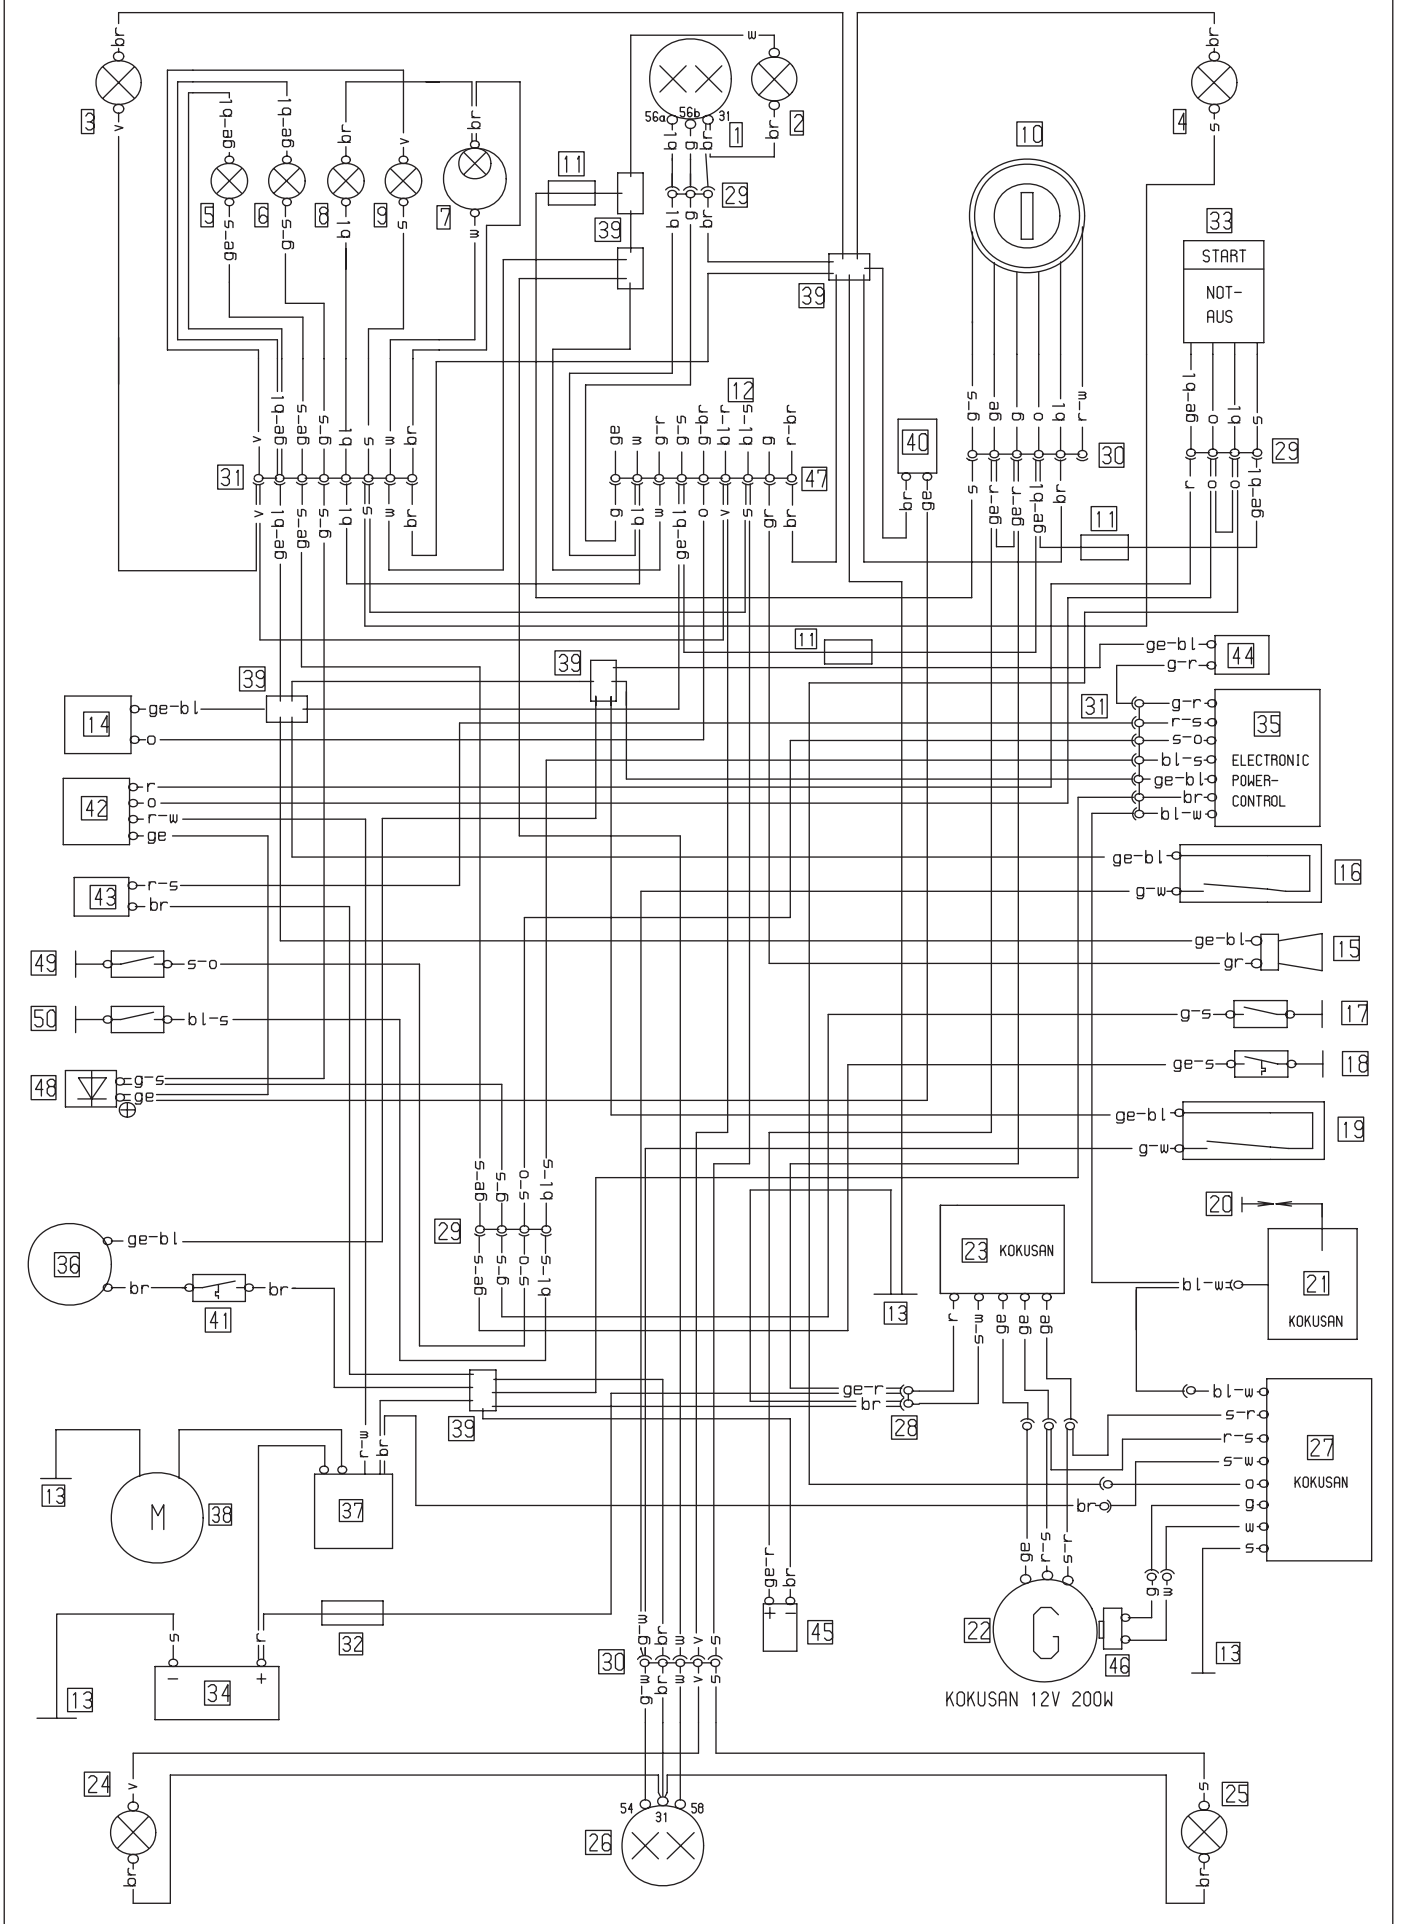 br
w
br
3
v
56a
56b
31
1
2
bl
g
br
br
4
s
10
ge-bl
ge-bl
br
v
br
5
6
8
9
7
ge-s
g-s
bl
s
w
11
39
29
bl
g
br
39
33
START
NOT-
AUS
v
ge-bl
ge-s
g-s
bl
s
w
br
31
v
ge-bl
ge-s
g-s
bl
s
w
br
12
ge
w
g-r
g-s
g-br
bl-r
bl-s
g
r-br
47
g
bl
w
ge-bl
o
v
s
gr
br
40
br
ge
g-s
ge
g
o
bl
w-r
30
s
ge-r
ge-r
ge-bl
br
11
ge-bl
o
bl
s
29
r
o
o
ge-bl
11
39
39
ge-bl
g-r
44
14
ge-bl
o
31
g-r
r-s
s-o
bl-s
ge-bl
br
bl-w
35
ELECTRONIC
POWER-
CONTROL
42
r
o
r-w
ge
43
r-s
br
ge-bl
g-w
16
49
s-o
ge-bl
gr
15
50
bl-s
g-s
17
48
g-s
ge
ge-s
18
ge-bl
g-w
19
ge-s
g-s
s-o
bl-s
29
ge-s
g-s
s-o
bl-s
20
36
ge-bl
br
br
41
23
KOKUSAN
13
r
w-s
ge
ge
ge
bl-w
21
KOKUSAN
39
ge-r
br
28
bl-w
s-r
r-s
s-w
o
g
w
s
27
KOKUSAN
br
13
M
38
r-w
br
37
ge
r-s
s-r
g
w
22
G
46
13
KOKUSAN 12V 200W
ge-r
br
+
-
45
32
s
r
-
+
34
13
30
g-w
br
w
v
s
g-w
br
w
v
s
24
v
br
54
31
58
26
s
25
br